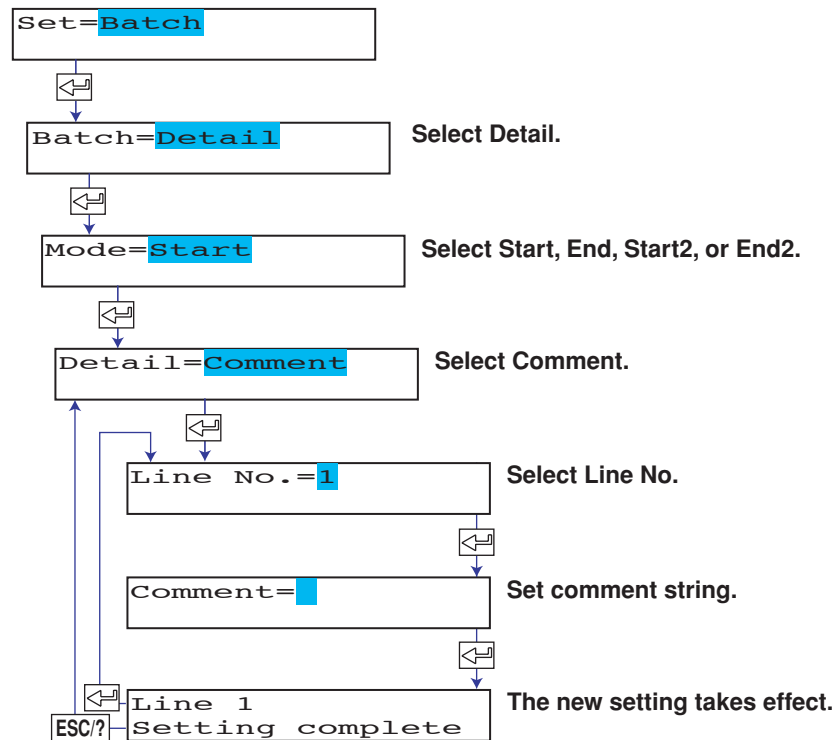 Set=Batch
Batch=Detail
Select Detail.
Mode=Start
Select Start, End, Start2, or End2.
Detail=Comment
Select Comment.
Line No.=1
Select Line No.
Comment=
Set comment string.
Line 1
The new setting takes effect.
ESC/?
Setting complete